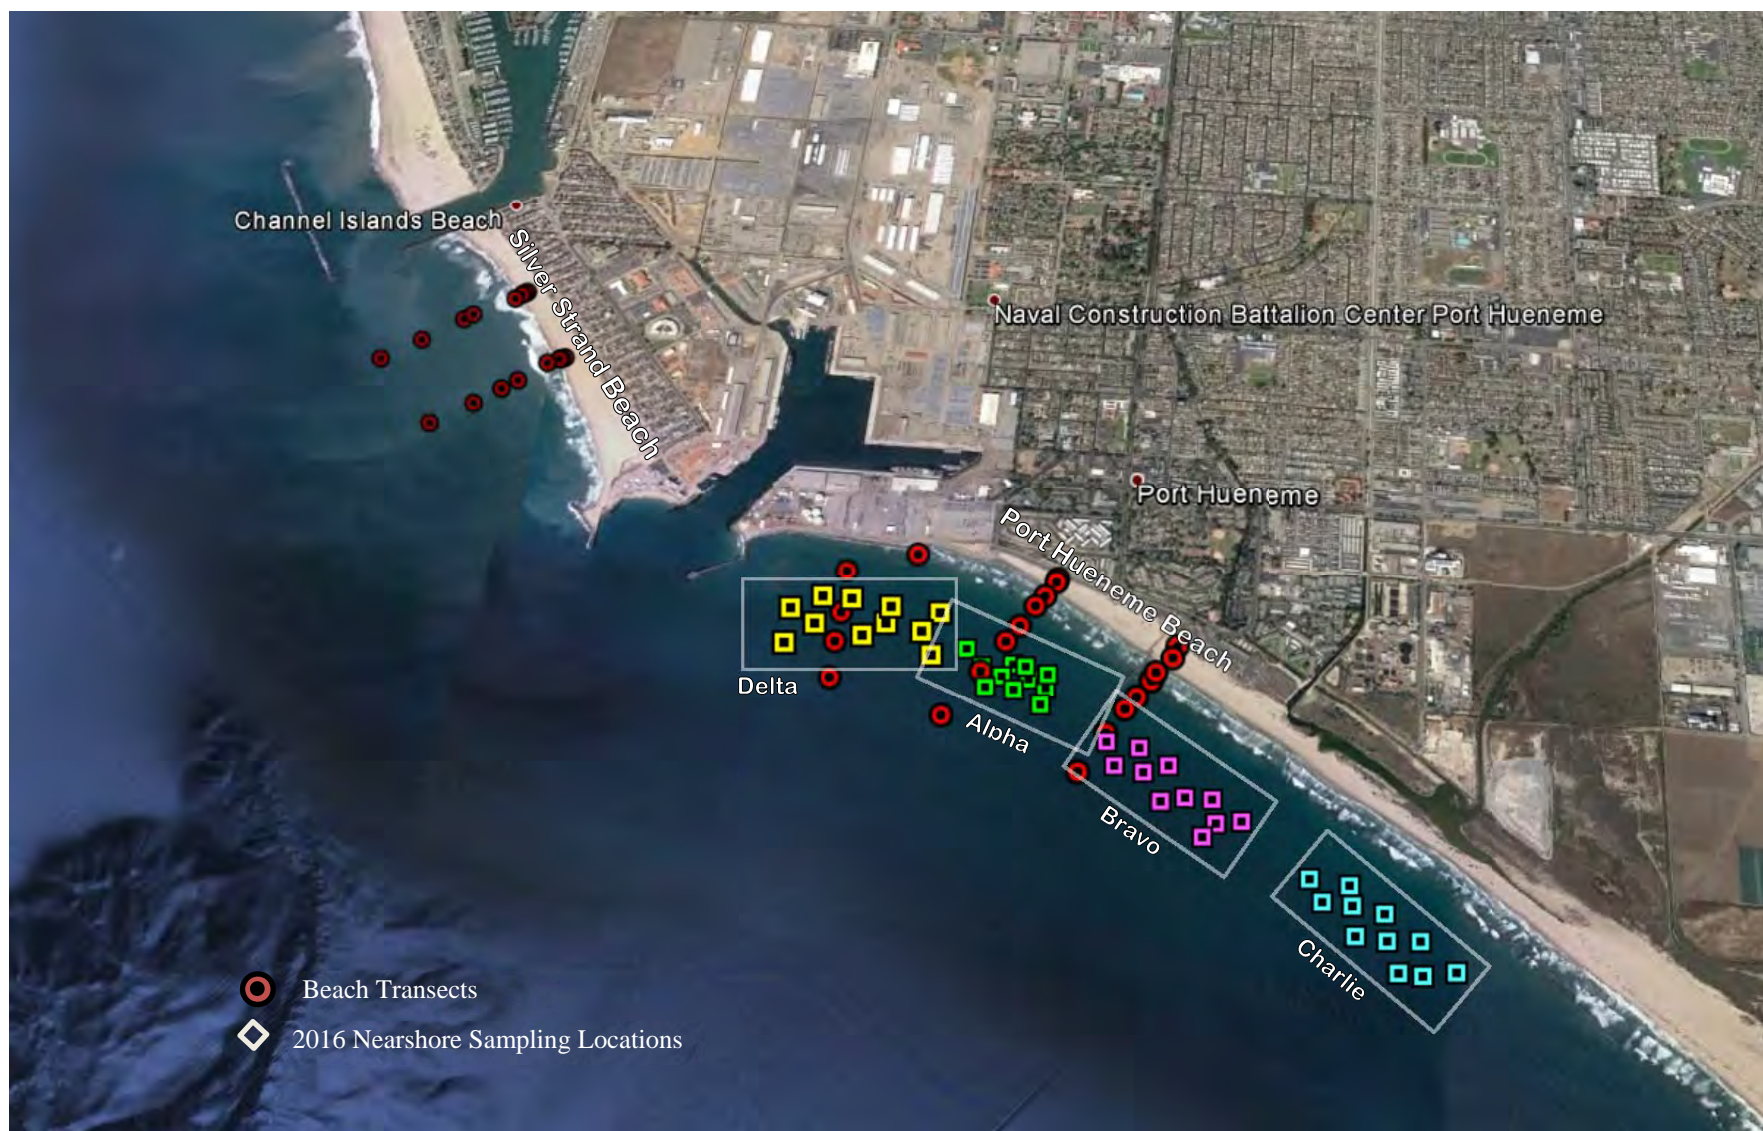 Channel Islands Beach
Silver Strand Beach
Naval Construction Battalion Center Port Hueneme
Port Hueneme
Port Hueneme Beach
Delta
Alpha
Bravo
Charlie
Beach Transects
2016 Nearshore Sampling Locations